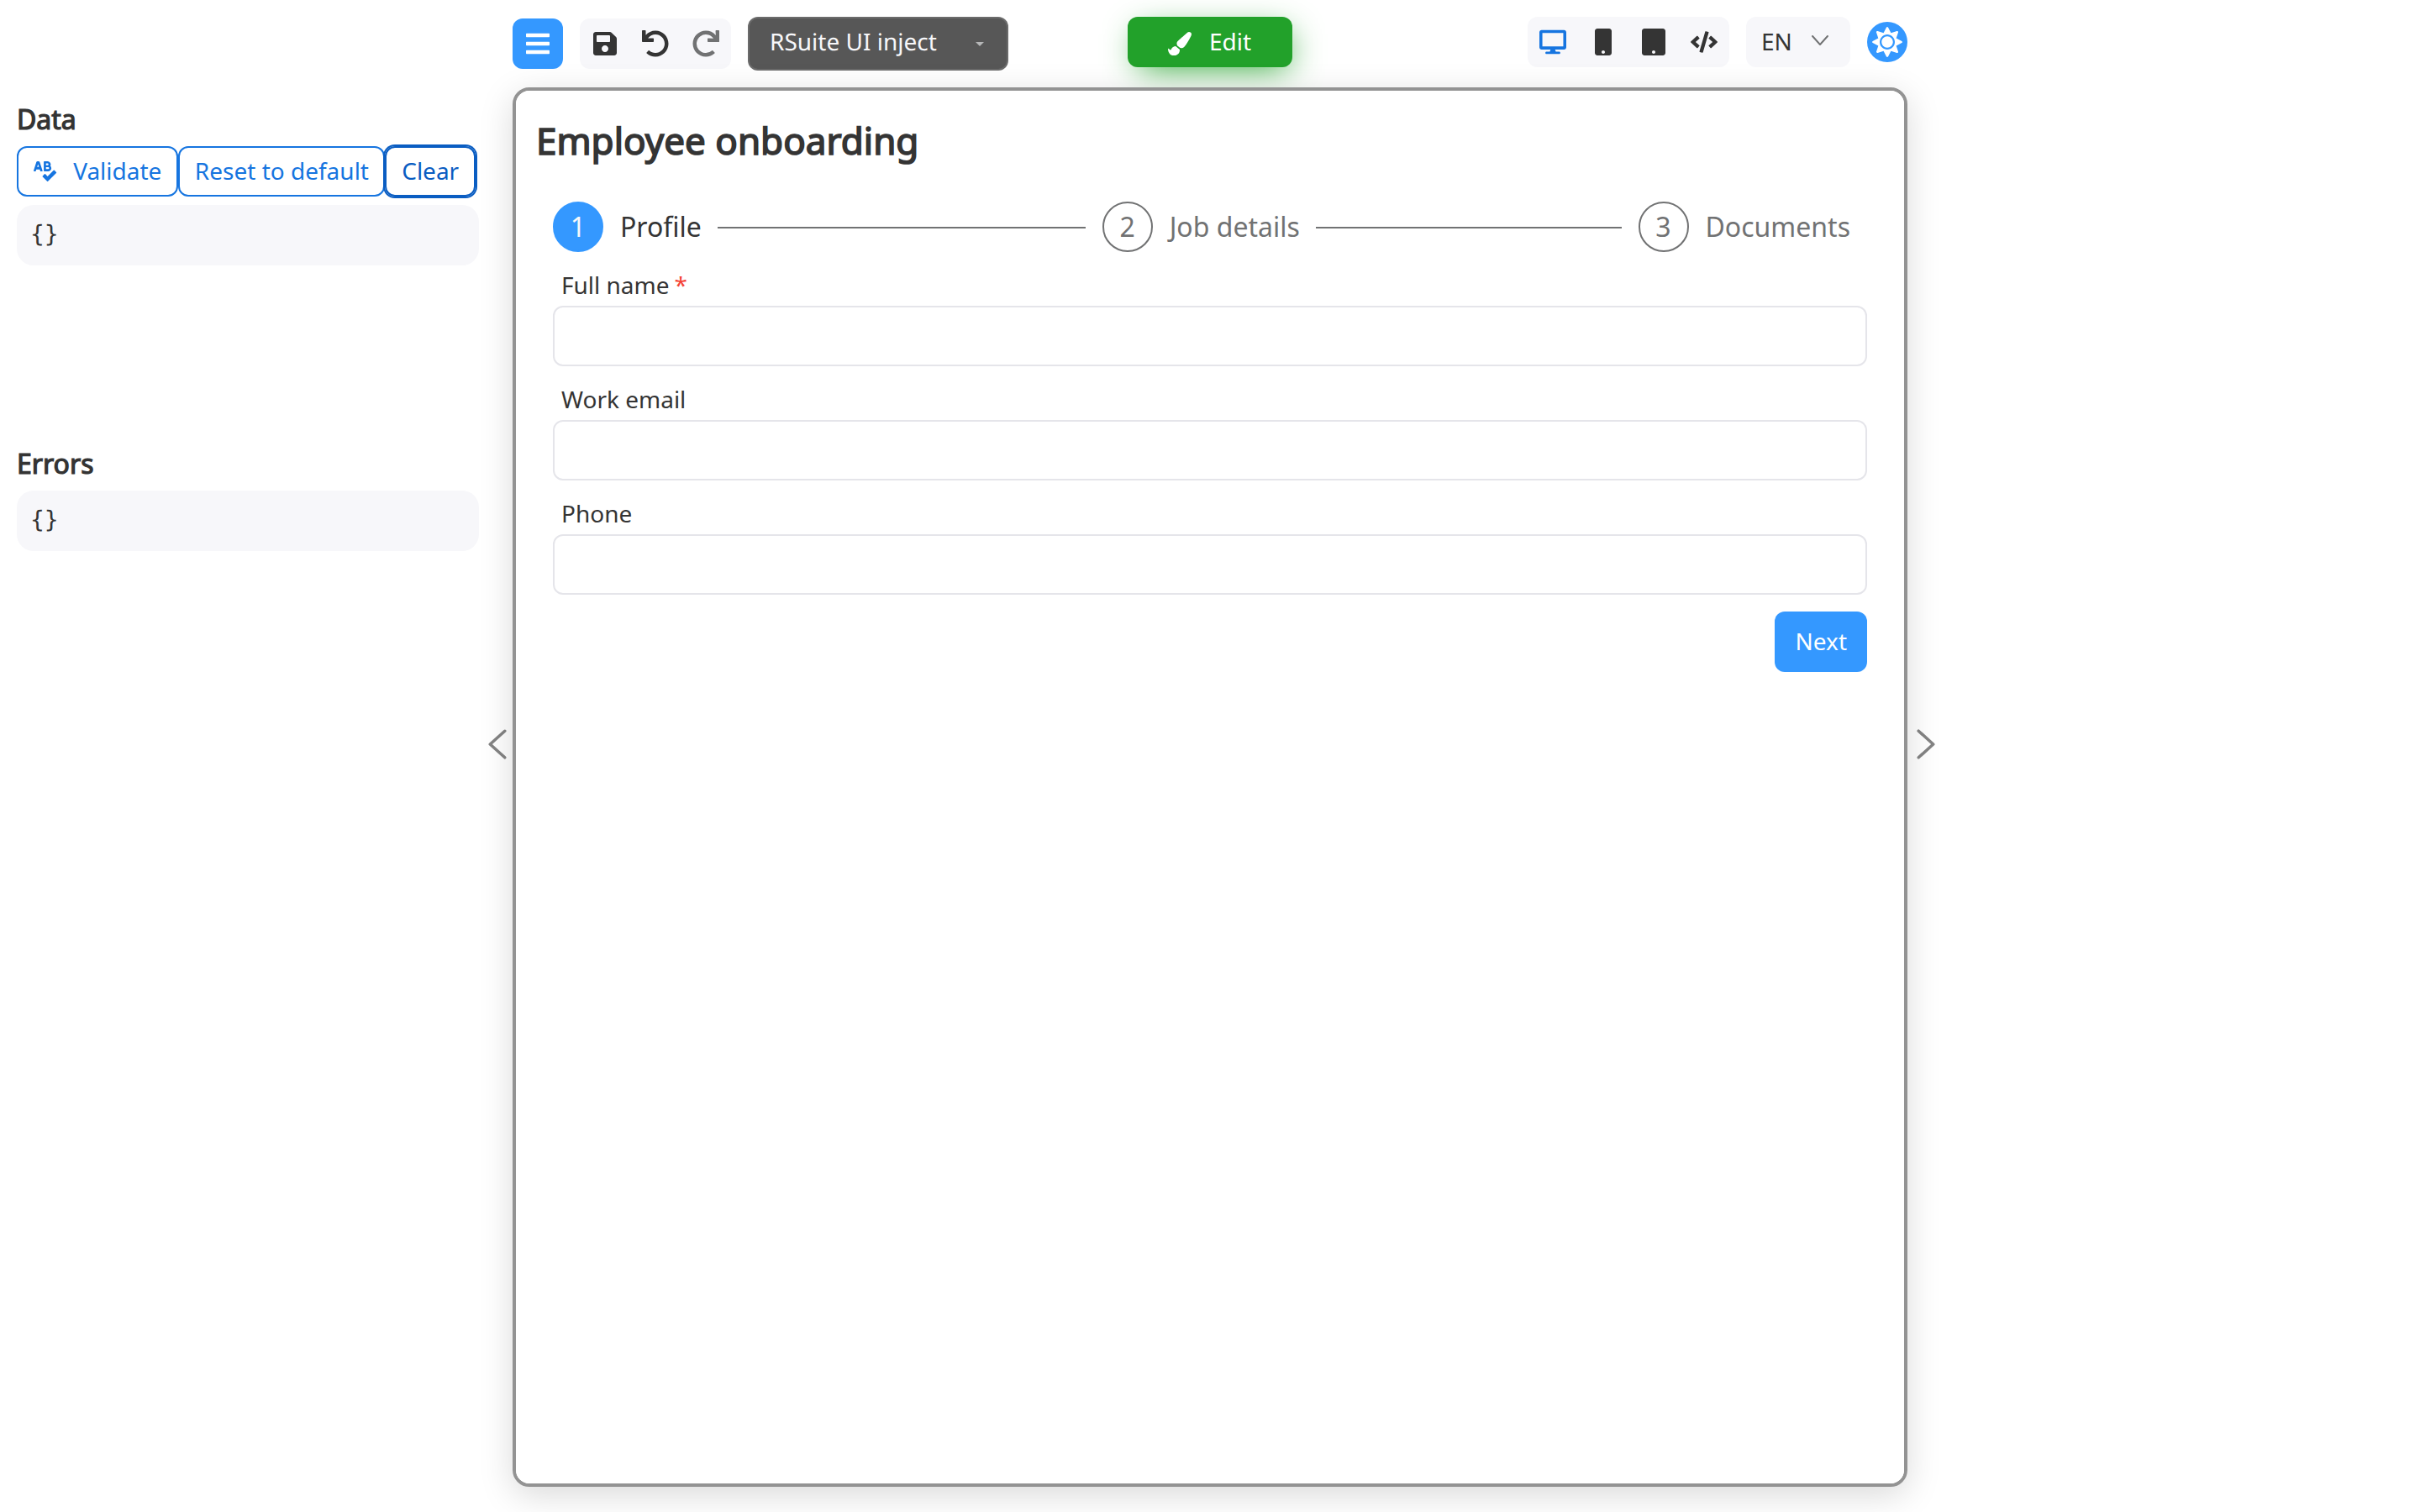 RSuite UI inject
Edit
EN
Data
Validate
Reset to default
Clear
{}
Errors
{}
Employee onboarding
1 Profile
2 Job details
3 Documents
Full name *
Work email
Phone
Next